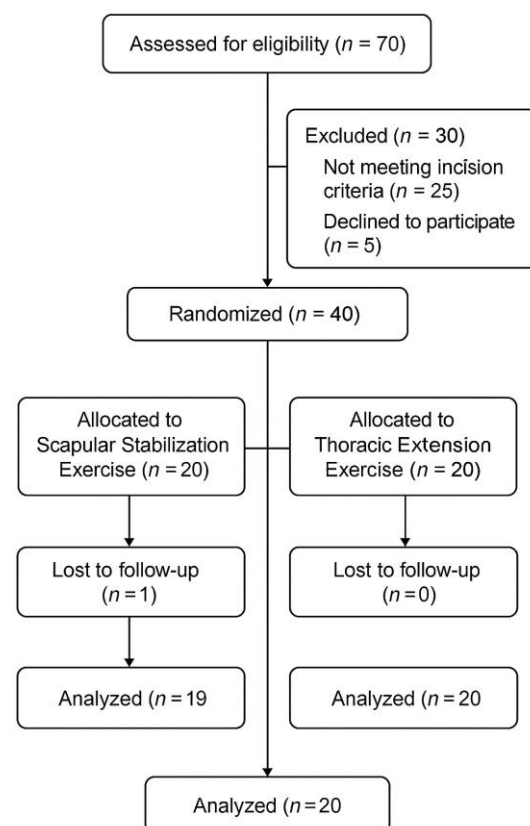 Assessed for eligibility (n = 70)
Excluded (n = 30)
Not meeting incision
criteria (n = 25)
Declined to participate
(n = 5)
Randomized (n = 40)
Allocated to
Scapular Stabilization
Exercise (n = 20)
Allocated to
Thoracic Extension
Exercise (n = 20)
Lost to follow-up
(n = 1)
Lost to follow-up
(n = 0)
Analyzed (n = 19
Analyzed (n = 20
Analyzed (n = 20